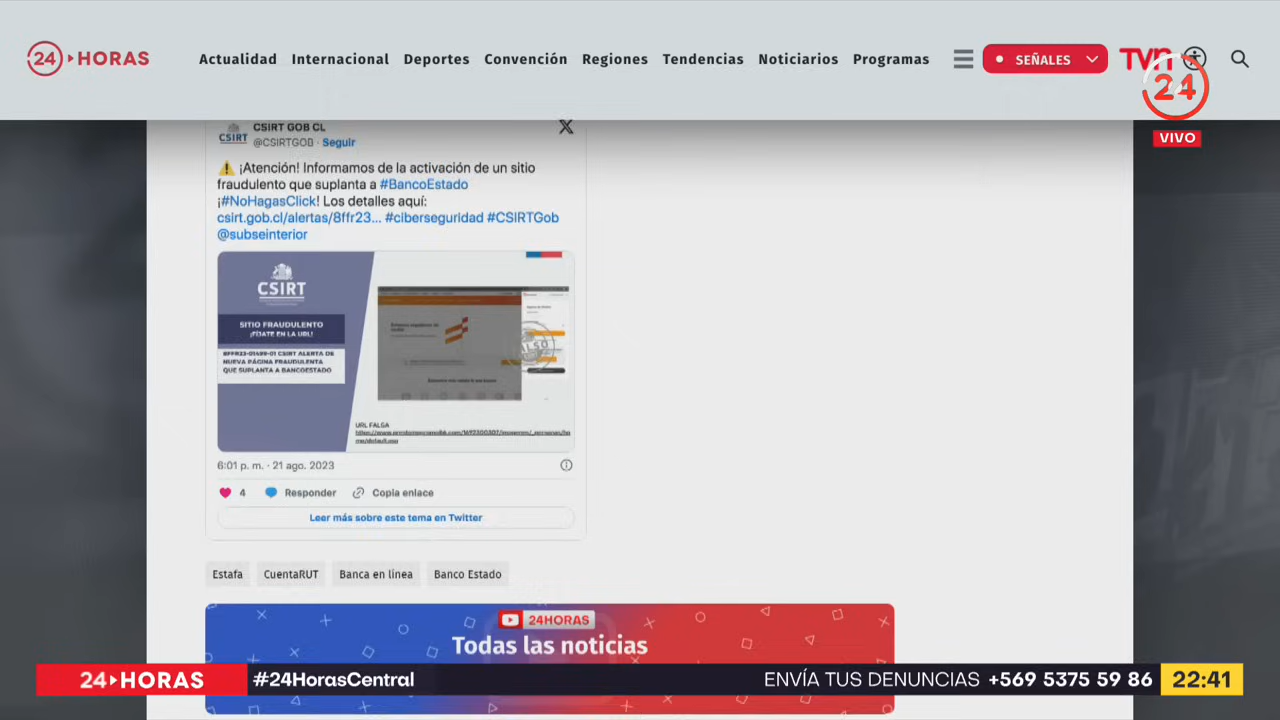 24 HORAS
Actualidad Internacional Deportes Convención Regiones Tendencias Noticiarios Programas
SEÑALES
TVN
24
VIVO
CSIRT GOB CL
@CSIRTGOB · Seguir
CSIRT
¡Atención! Informamos de la activación de un sitio
fraudulento que suplanta a #BancoEstado
¡#NoHagasClick! Los detalles aquí:
csirt.gob.cl/alertas/8ffr23... #ciberseguridad #CSIRTGob
@subseinterior
CSIRT
SITIO FRAUDULENTO
¡FÍJATE EN LA URL!
8FFR23-01499-01 CSIRT ALERTA DE
NUEVA PÁGINA FRAUDULENTA
QUE SUPLANTA A BANCOESTADO
URL FALSA
6:01 p. m. · 21 ago. 2023
4 Responder Copia enlace
Leer más sobre este tema en Twitter
Estafa CuentaRUT Banca en línea Banco Estado
24HORAS
Todas las noticias
24 HORAS #24HorasCentral ENVÍA TUS DENUNCIAS +569 5375 59 86 22:41